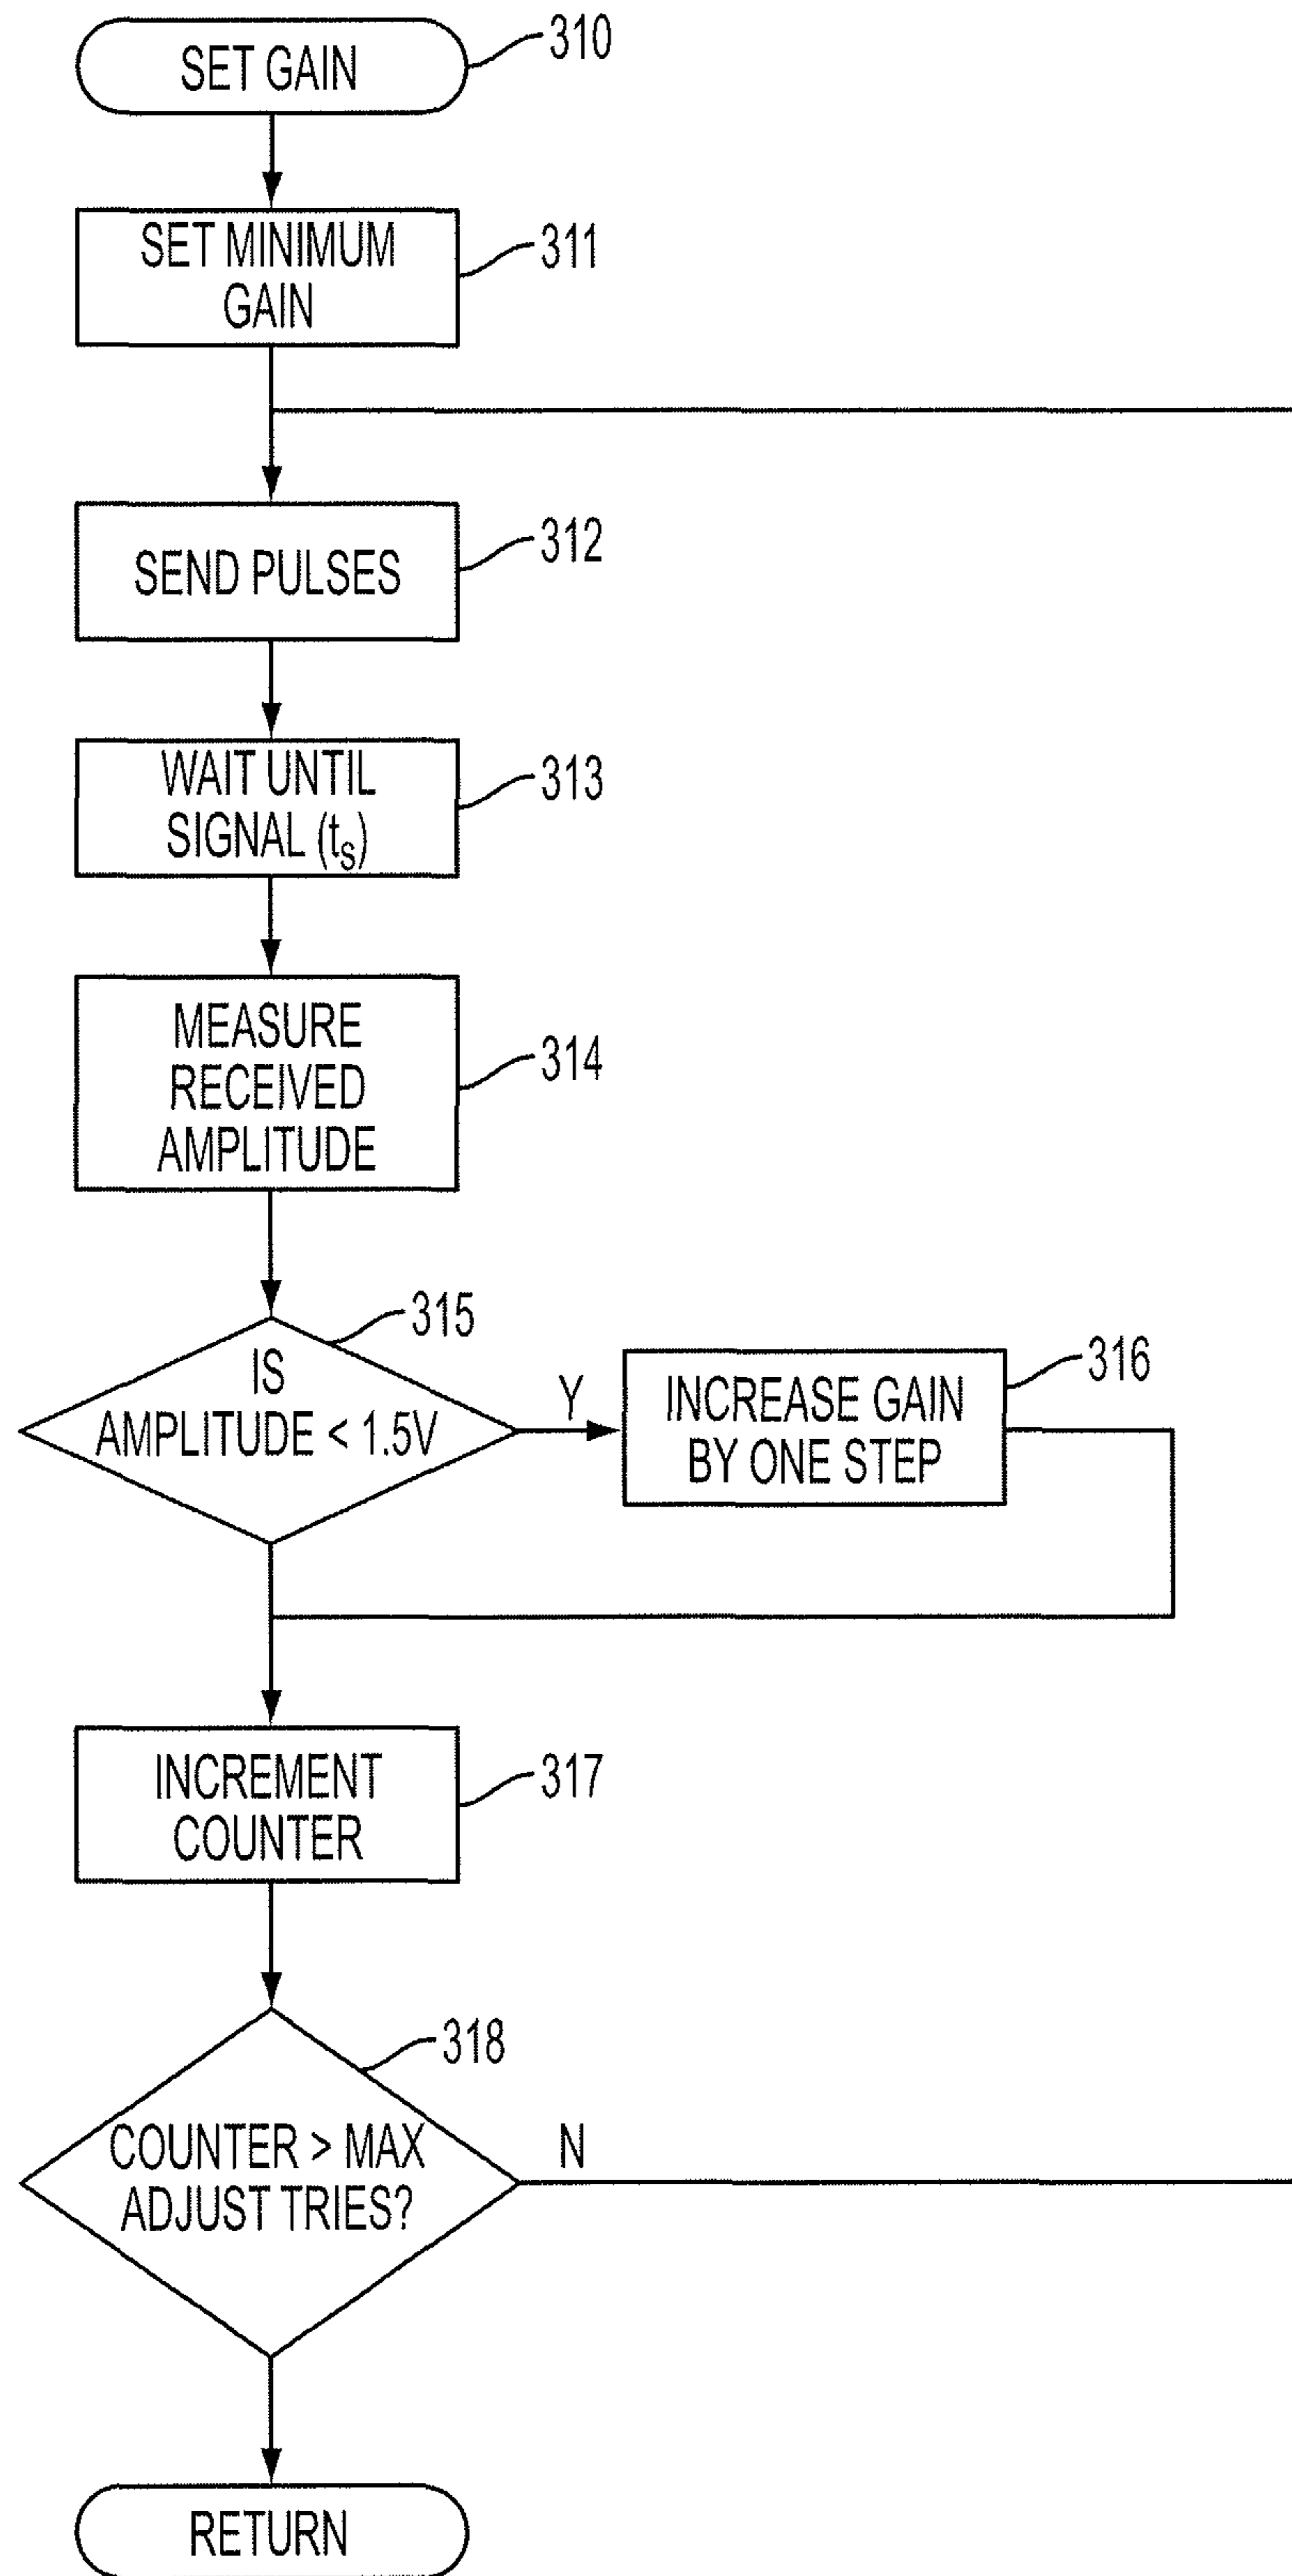 SET GAIN
310
SET MINIMUM
GAIN
311
SEND PULSES
312
WAIT UNTIL
SIGNAL (ts)
313
MEASURE
RECEIVED
AMPLITUDE
314
315
IS
AMPLITUDE < 1.5V
Y
INCREASE GAIN
BY ONE STEP
316
INCREMENT
COUNTER
317
318
COUNTER > MAX
ADJUST TRIES?
N
RETURN